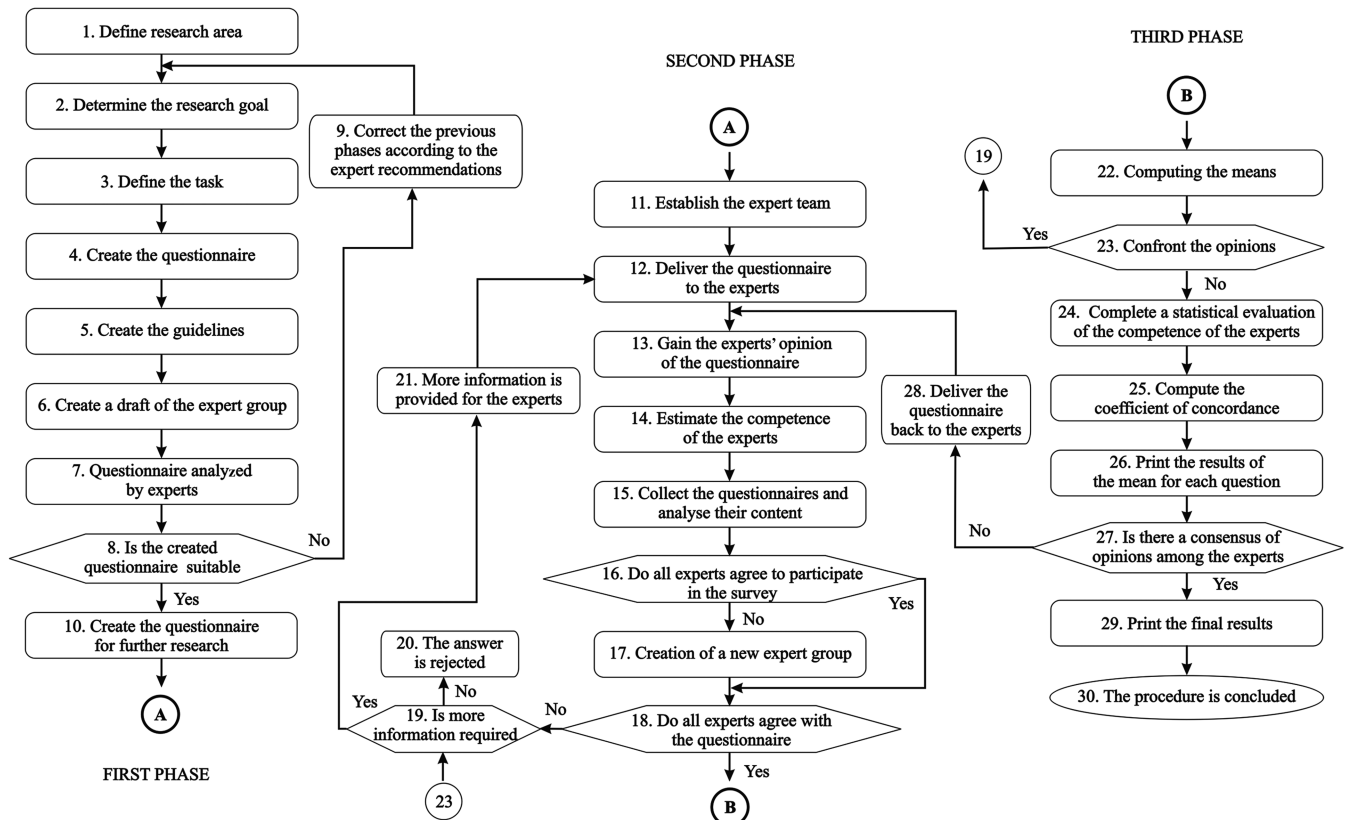 1. Define research area
2. Determine the research goal
3. Define the task
4. Create the questionnaire
5. Create the guidelines
6. Create a draft of the expert group
7. Questionnaire analyzed
by experts
8. Is the created
questionnaire suitable
No
Yes
9. Correct the previous
phases according to the
expert recommendations
10. Create the questionnaire
for further research
A
FIRST PHASE
SECOND PHASE
A
11. Establish the expert team
12. Deliver the questionnaire
to the experts
13. Gain the experts' opinion
of the questionnaire
14. Estimate the competence
of the experts
15. Collect the questionnaires and
analyse their content
16. Do all experts agree to participate
in the survey
Yes
No
17. Creation of a new expert group
18. Do all experts agree with
the questionnaire
No
Yes
B
19. Is more
information required
Yes
No
23
20. The answer
is rejected
21. More information is
provided for the experts
THIRD PHASE
B
22. Computing the means
23. Confront the opinions
Yes
19
No
24. Complete a statistical evaluation
of the competence of the experts
25. Compute the
coefficient of concordance
26. Print the results of
the mean for each question
27. Is there a consensus of
opinions among the experts
No
Yes
28. Deliver the
questionnaire
back to the experts
29. Print the final results
30. The procedure is concluded